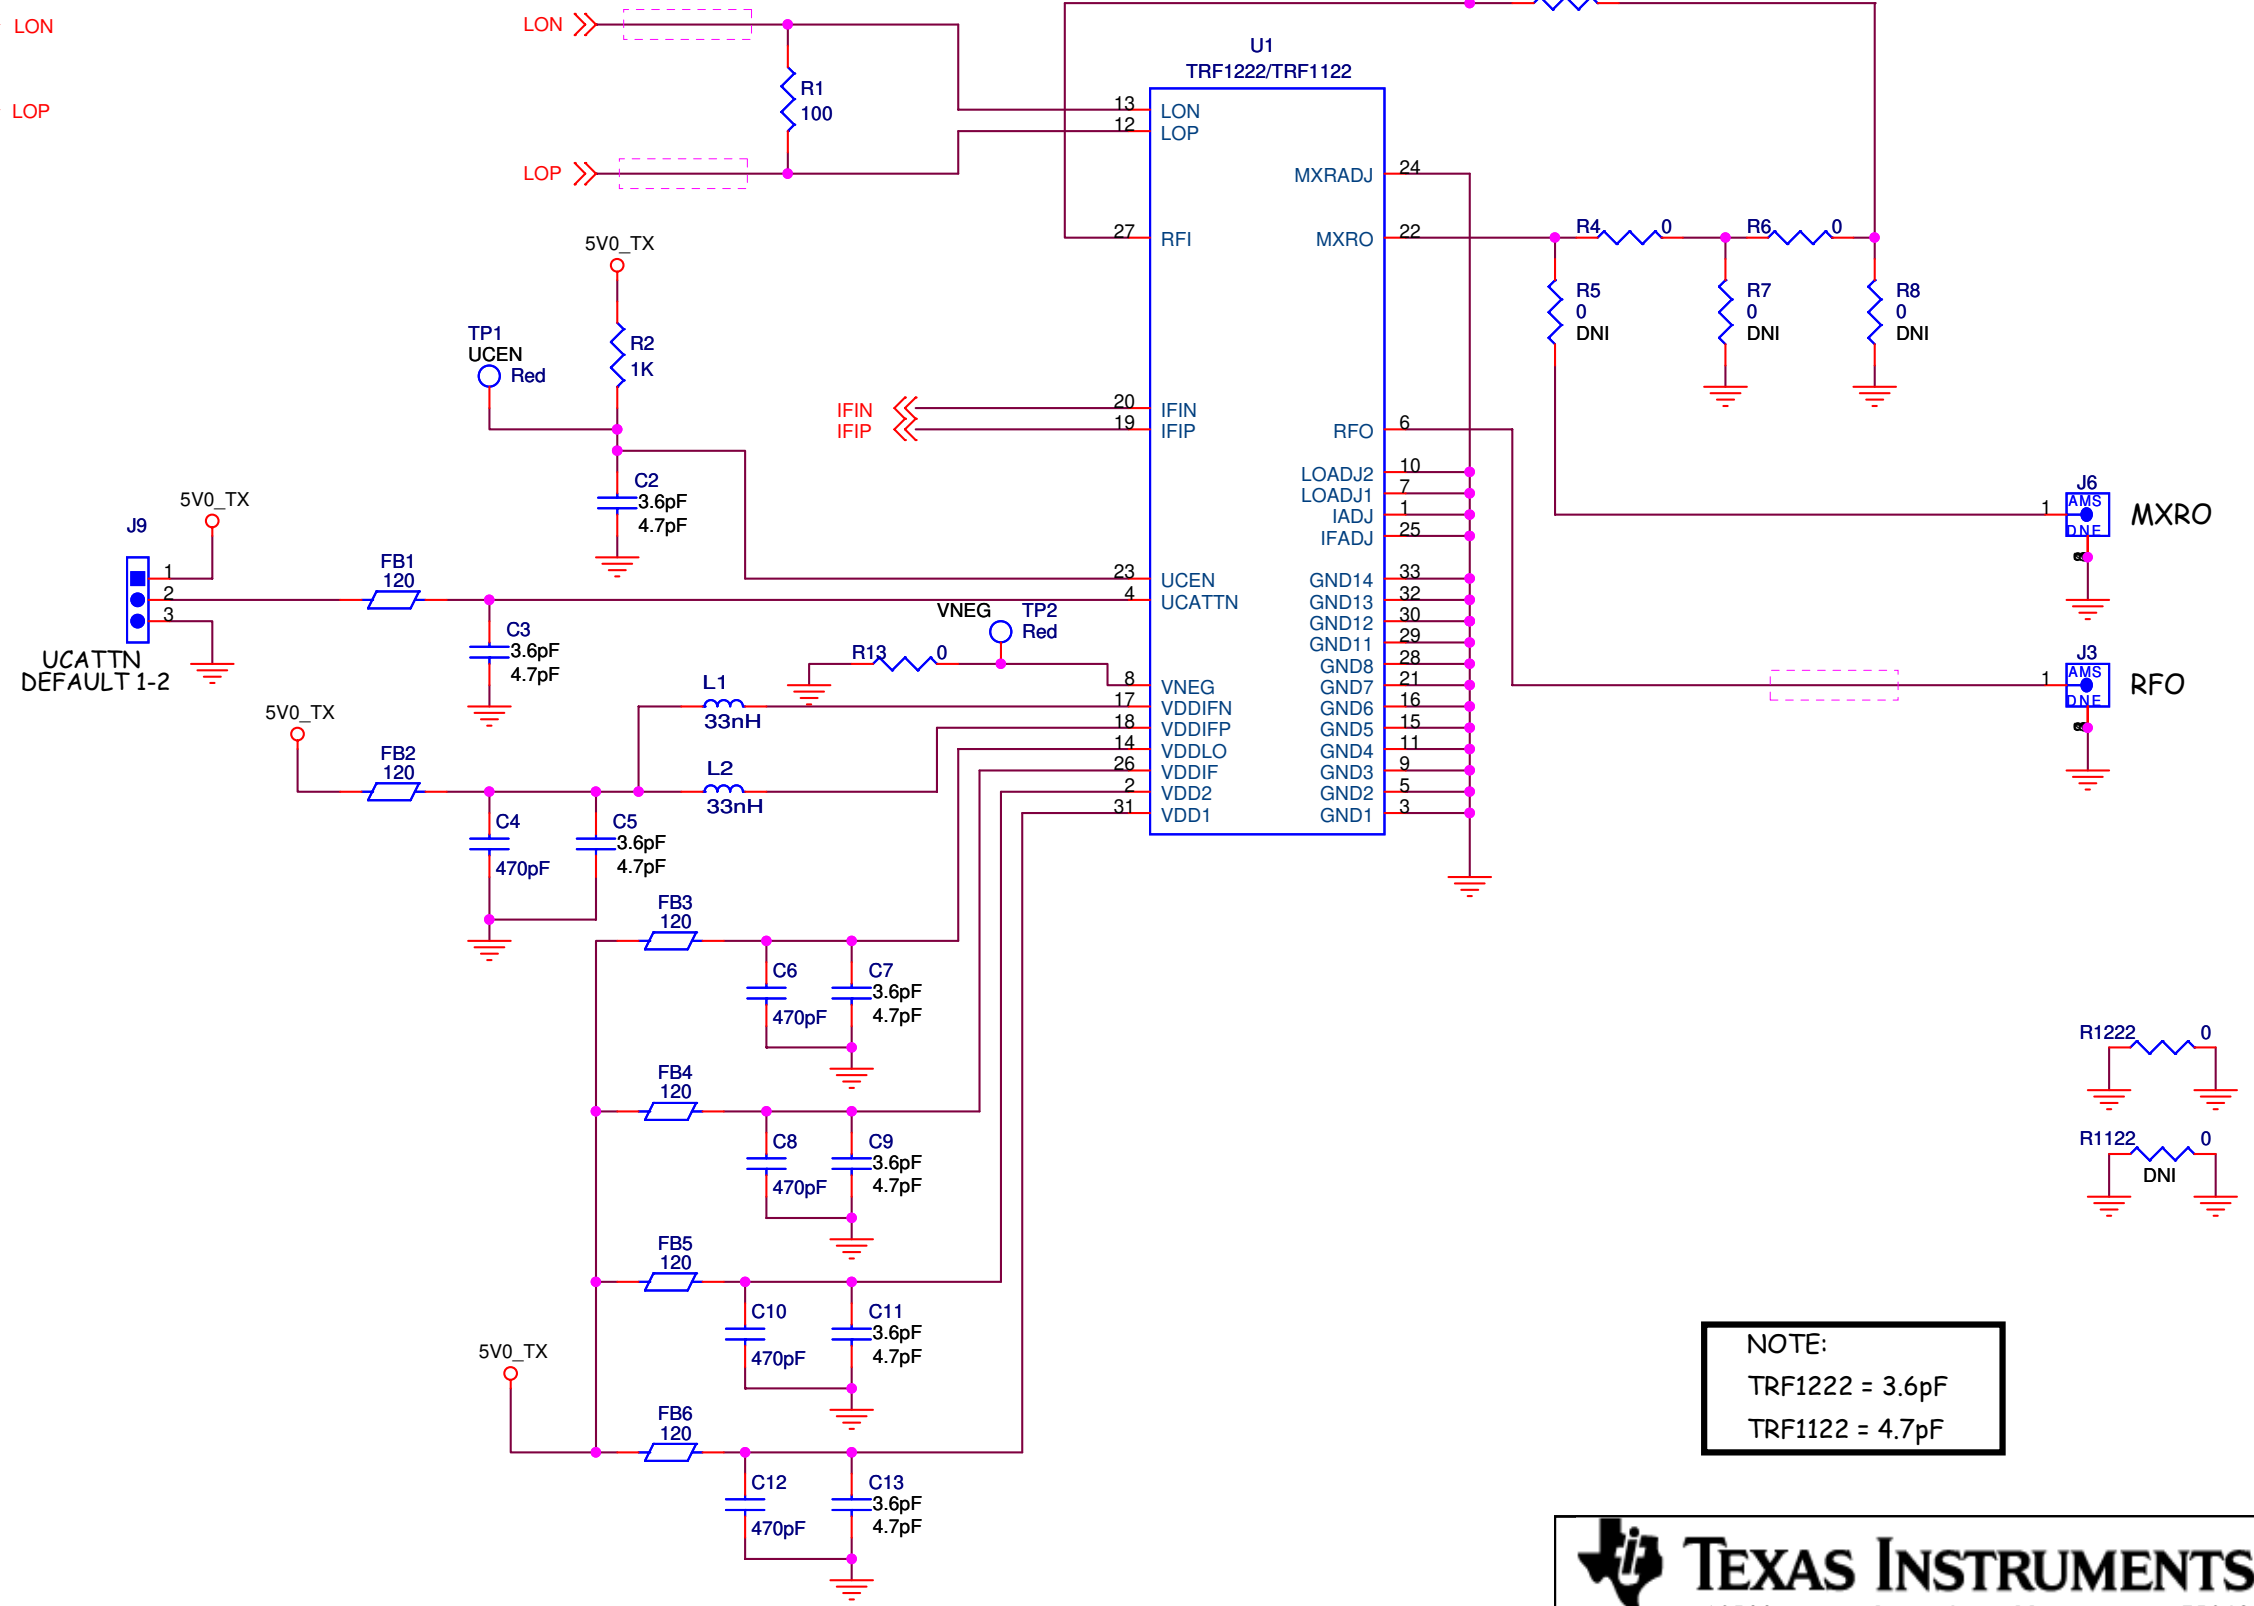 LON
LOP
LON
LOP
R1
100
U1
TRF1222/TRF1122
13 LON
12 LOP
27 RFI
20 IFIN
19 IFIP
23 UCEN
4 UCATTN
8 VNEG
17 VDDIFN
18 VDDIFP
14 VDDLO
26 VDDIF
2 VDD2
31 VDD1
MXRADJ 24
MXRO 22
RFO 6
LOADJ2 10
LOADJ1 7
IADJ 1
IFADJ 25
GND14 33
GND13 32
GND12 30
GND11 29
GND8 28
GND7 21
GND6 16
GND5 15
GND4 11
GND3 9
GND2 5
GND1 3
R4 0
R6 0
R5
0
DNI
R7
0
DNI
R8
0
DNI
5V0_TX
TP1
UCEN
Red
R2
1K
IFIN
IFIP
C2
3.6pF
4.7pF
5V0_TX
J9
1
2
3
UCATTN
DEFAULT 1-2
FB1
120
C3
3.6pF
4.7pF
VNEG
TP2
Red
R13 0
5V0_TX
FB2
120
L1
33nH
L2
33nH
C4
470pF
C5
3.6pF
4.7pF
FB3
120
C6
470pF
C7
3.6pF
4.7pF
FB4
120
C8
470pF
C9
3.6pF
4.7pF
FB5
120
C10
470pF
C11
3.6pF
4.7pF
5V0_TX
FB6
120
C12
470pF
C13
3.6pF
4.7pF
J6
1
AMS
DNE
MXRO
J3
1
AMS
DNE
RFO
R1222 0
R1122 0
DNI
NOTE:
TRF1222 = 3.6pF
TRF1122 = 4.7pF
TEXAS INSTRUMENTS